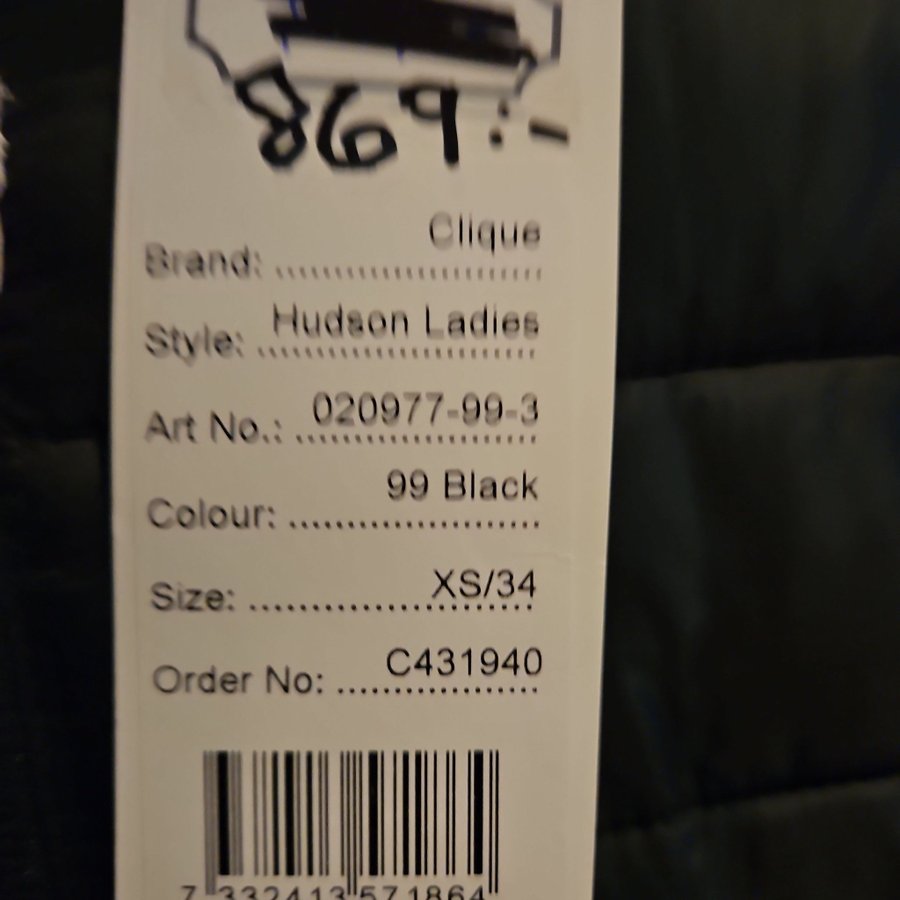 869:-
Brand: Clique
Style: Hudson Ladies
Art No.: 020977-99-3
Colour: 99 Black
Size: XS/34
Order No: C431940
7 332413 571864